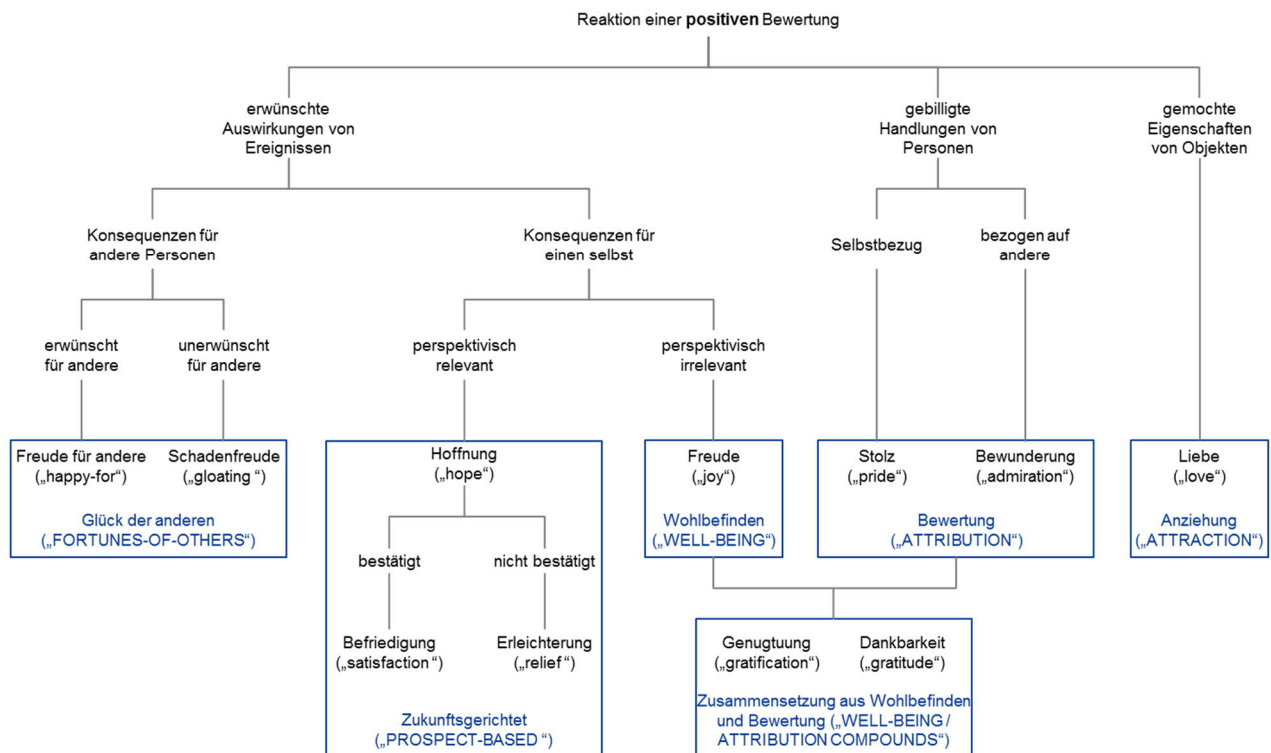 Reaktion einer positiven Bewertung
erwünschte
Auswirkungen von
Ereignissen
gebilligte
Handlungen von
Personen
gemochte
Eigenschaften
von Objekten
Konsequenzen für
andere Personen
Konsequenzen für
einen selbst
Selbstbezug
bezogen auf
andere
erwünscht
für andere
unerwünscht
für andere
perspektivisch
relevant
perspektivisch
irrelevant
Freude für andere
(„happy-for“)
Schadenfreude
(„gloating “)
Glück der anderen
(„FORTUNES-OF-OTHERS“)
Hoffnung
(„hope“)
bestätigt
nicht bestätigt
Befriedigung
(„satisfaction “)
Erleichterung
(„relief“)
Zukunftsgerichtet
(„PROSPECT-BASED “)
Freude
(„joy“)
Wohlbefinden
(„WELL-BEING“)
Stolz
(„pride“)
Bewunderung
(„admiration“)
Bewertung
(„ATTRIBUTION“)
Liebe
(„love“)
Anziehung
(„ATTRACTION“)
Genugtuung
(„gratification“)
Dankbarkeit
(„gratitude“)
Zusammensetzung aus Wohlbefinden
und Bewertung („WELL-BEING /
ATTRIBUTION COMPOUNDS“)